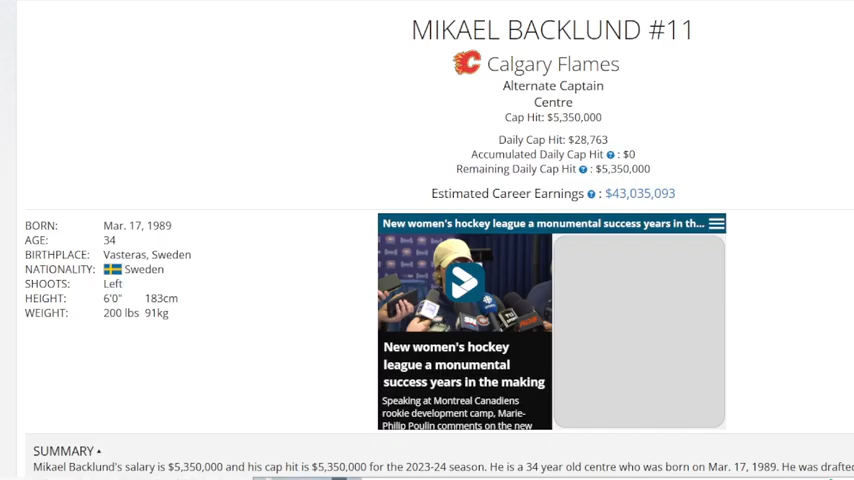 MIKAEL BACKLUND #11
Calgary Flames
Alternate Captain
Centre
Cap Hit: $5,350,000
Daily Cap Hit: $28,763
Accumulated Daily Cap Hit ? : $0
Remaining Daily Cap Hit ? : $5,350,000
Estimated Career Earnings ? : $43,035,093
BORN: Mar. 17, 1989
AGE: 34
BIRTHPLACE: Vasteras, Sweden
NATIONALITY: Sweden
SHOOTS: Left
HEIGHT: 6'0" 183cm
WEIGHT: 200 lbs 91kg
New women's hockey league a monumental success years in th...
New women's hockey
league a monumental
success years in the making
Speaking at Montreal Canadiens
rookie development camp, Marie-
Philip Poulin comments on the new
SUMMARY
Mikael Backlund's salary is $5,350,000 and his cap hit is $5,350,000 for the 2023-24 season. He is a 34 year old centre who was born on Mar. 17, 1989. He was drafted